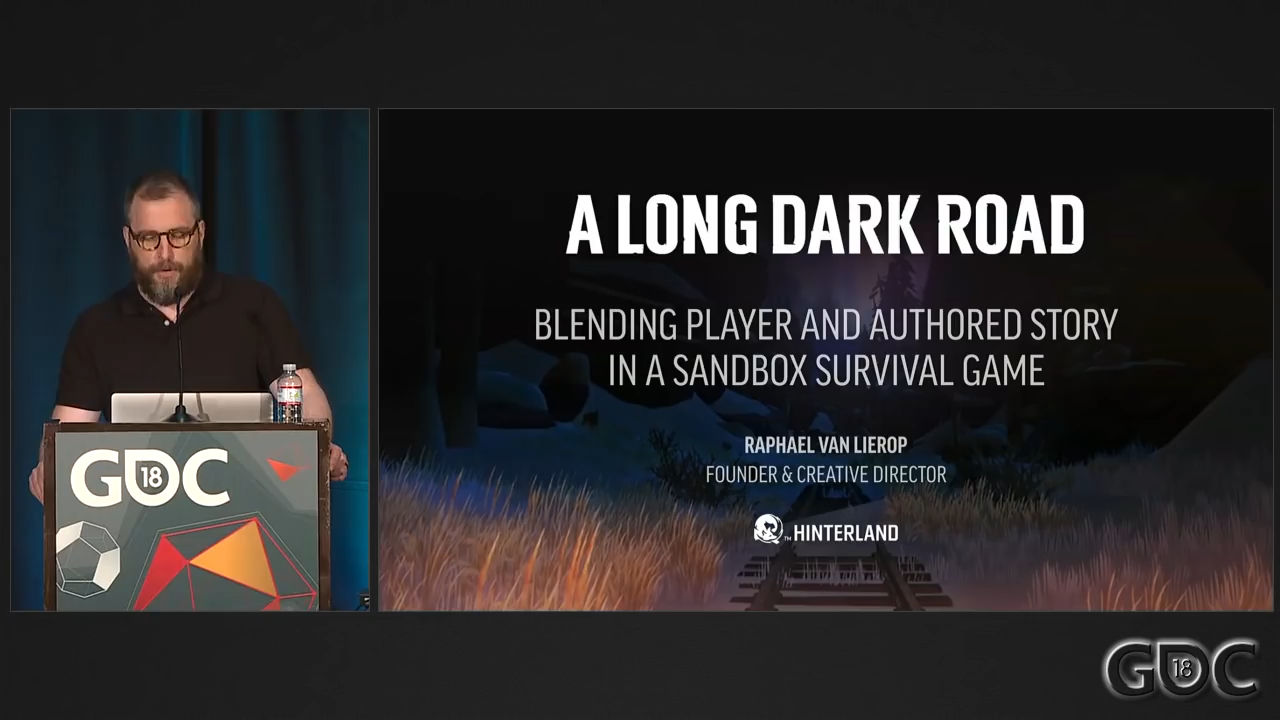 A LONG DARK ROAD
BLENDING PLAYER AND AUTHORED STORY
IN A SANDBOX SURVIVAL GAME
RAPHAEL VAN LIEROP
FOUNDER & CREATIVE DIRECTOR
™ HINTERLAND
GDC
18
GDC
18